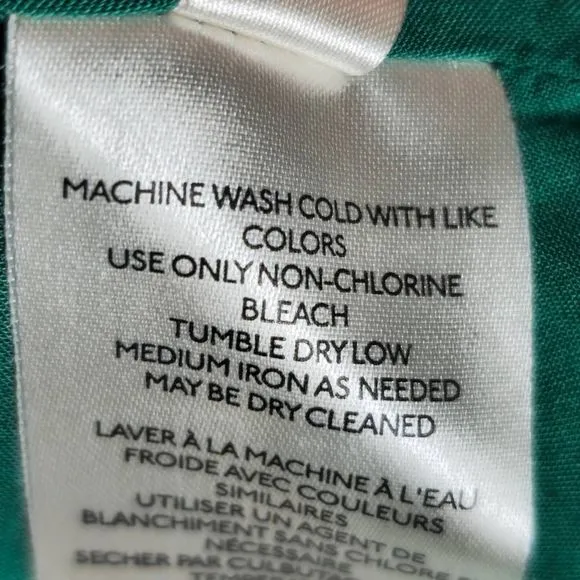 MACHINE WASH COLD WITH LIKE
COLORS
USE ONLY NON-CHLORINE
BLEACH
TUMBLE DRY LOW
MEDIUM IRON AS NEEDED
MAY BE DRY CLEANED
LAVER À LA MACHINE À L'EAU
FROIDE AVEC COULEURS
SIMILAIRES
UTILISER UN AGENT DE
BLANCHIMENT SANS CHLORE
NÉCESSAIRE
SECHER PAR